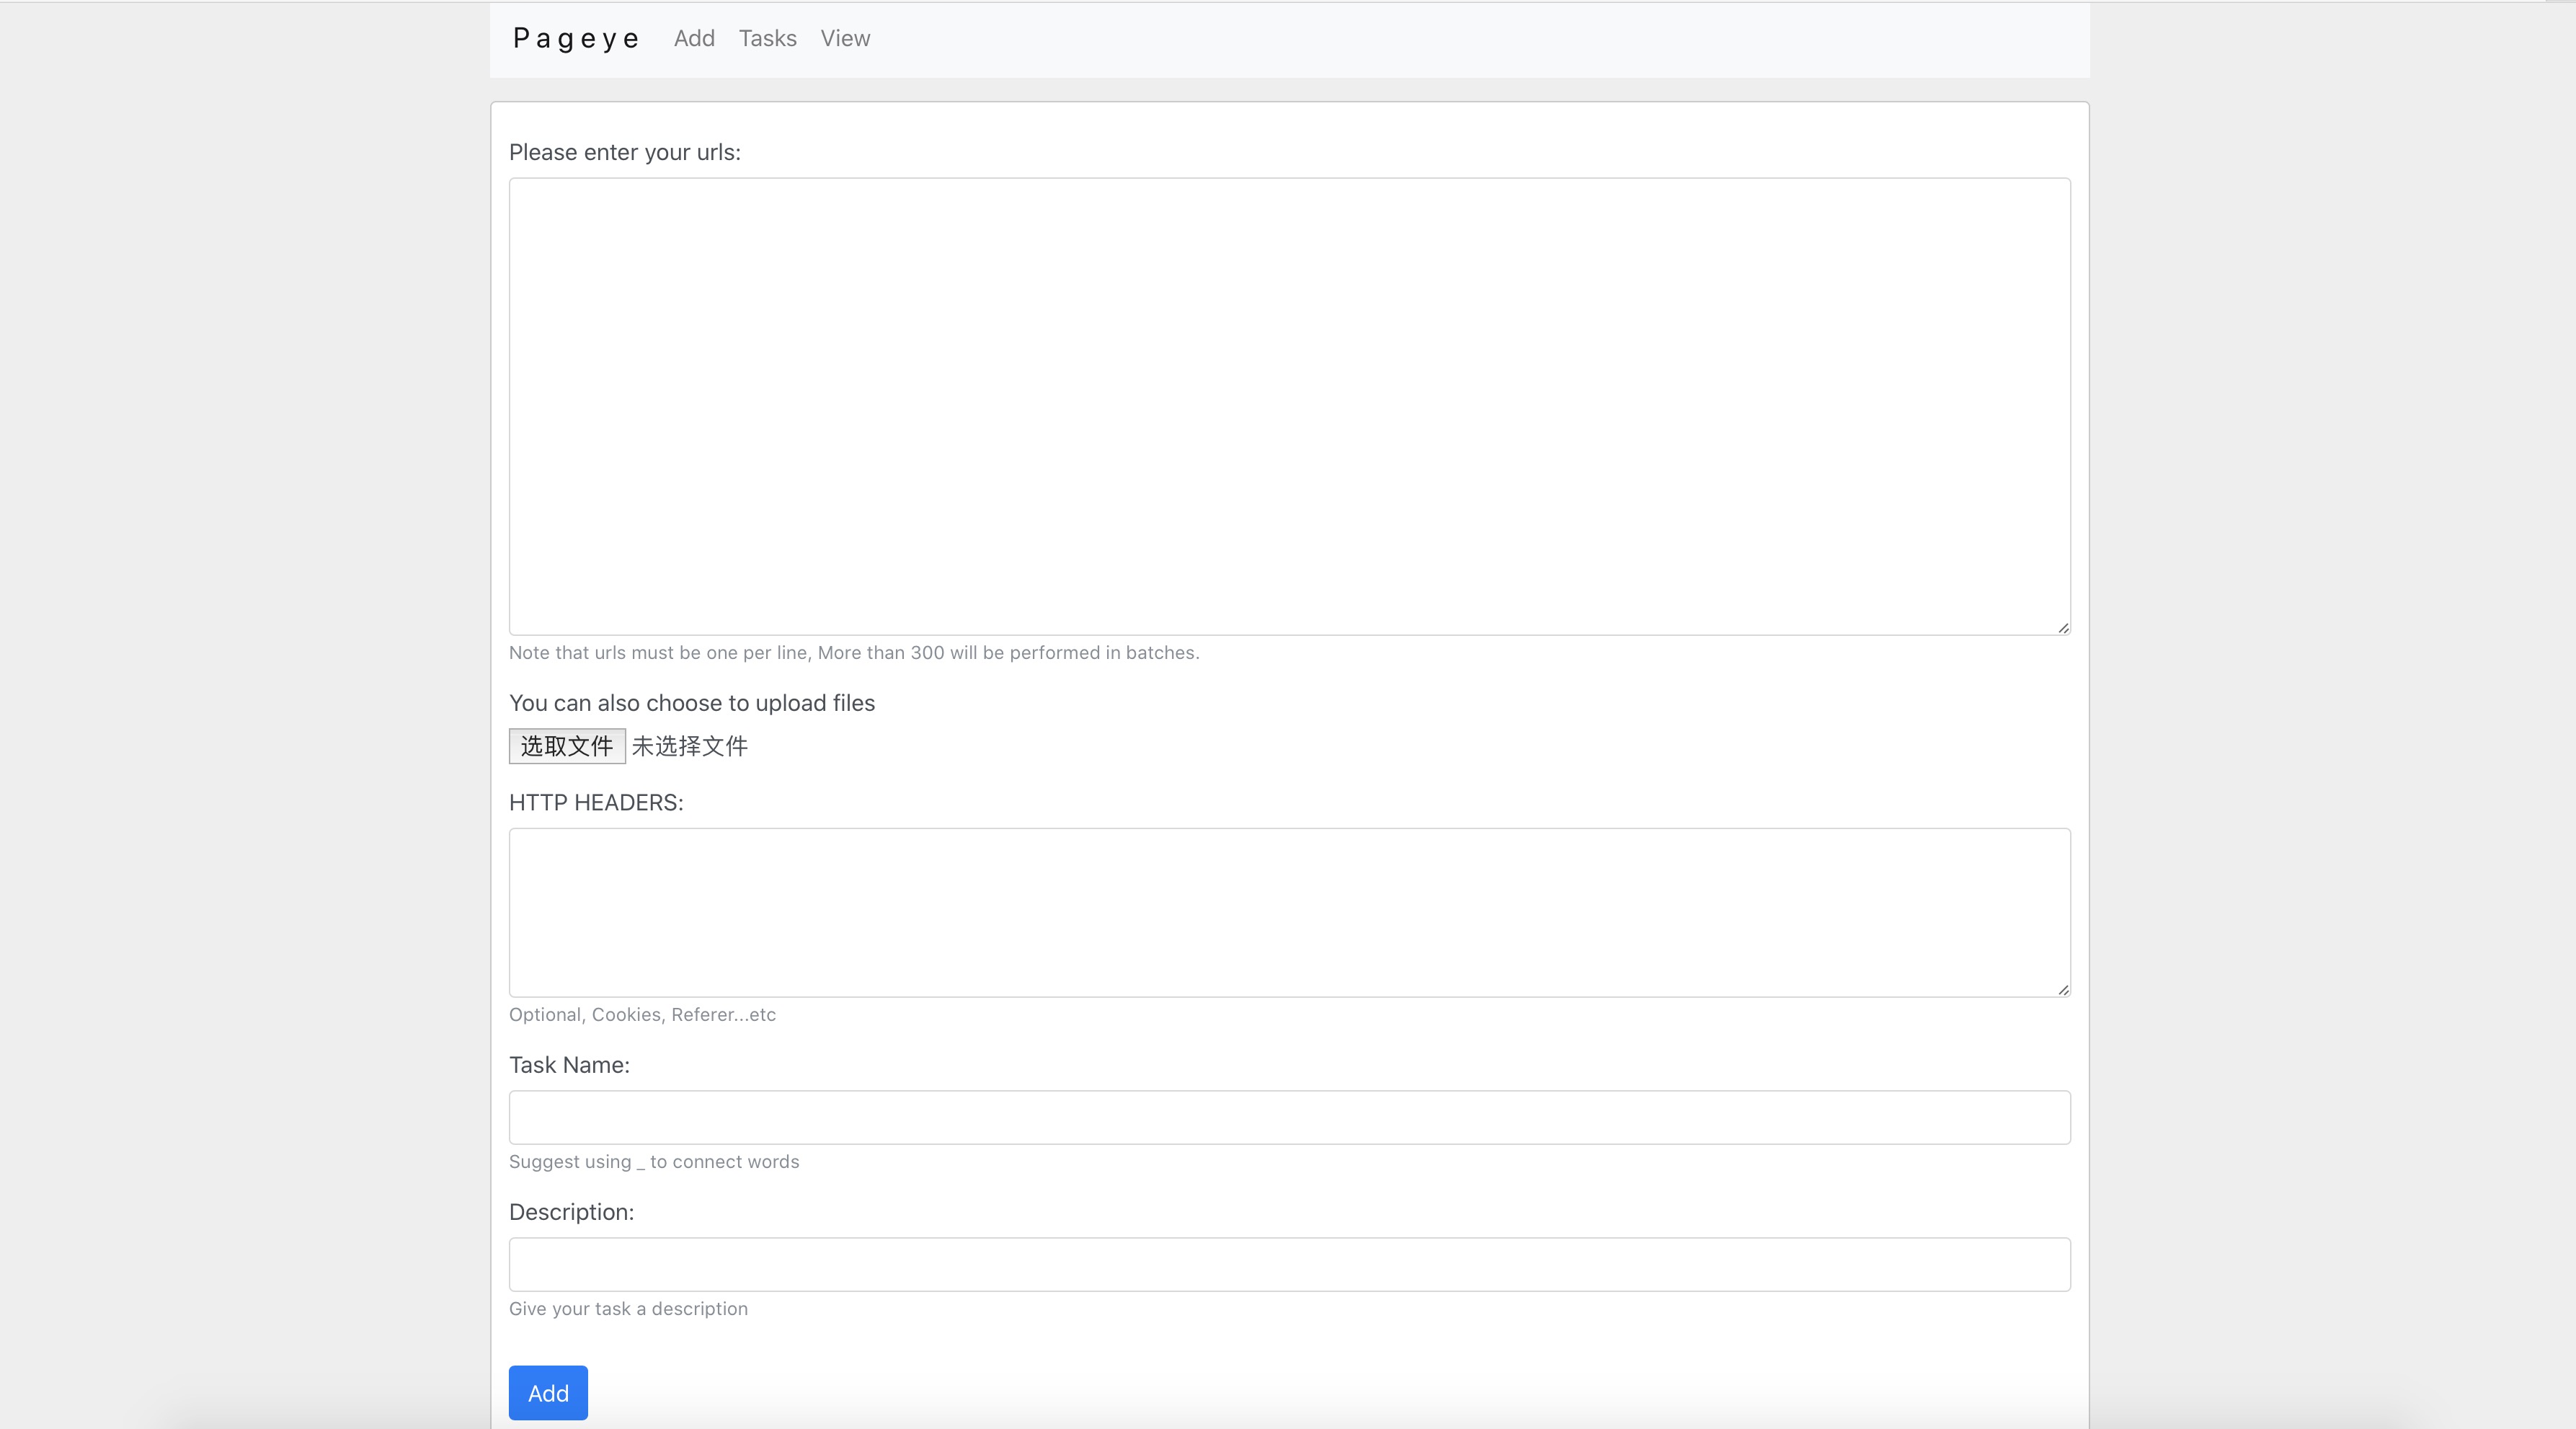 Pageye Add Tasks View
Please enter your urls:
Note that urls must be one per line, More than 300 will be performed in batches.
You can also choose to upload files
选取文件 未选择文件
HTTP HEADERS:
Optional, Cookies, Referer...etc
Task Name:
Suggest using _ to connect words
Description:
Give your task a description
Add